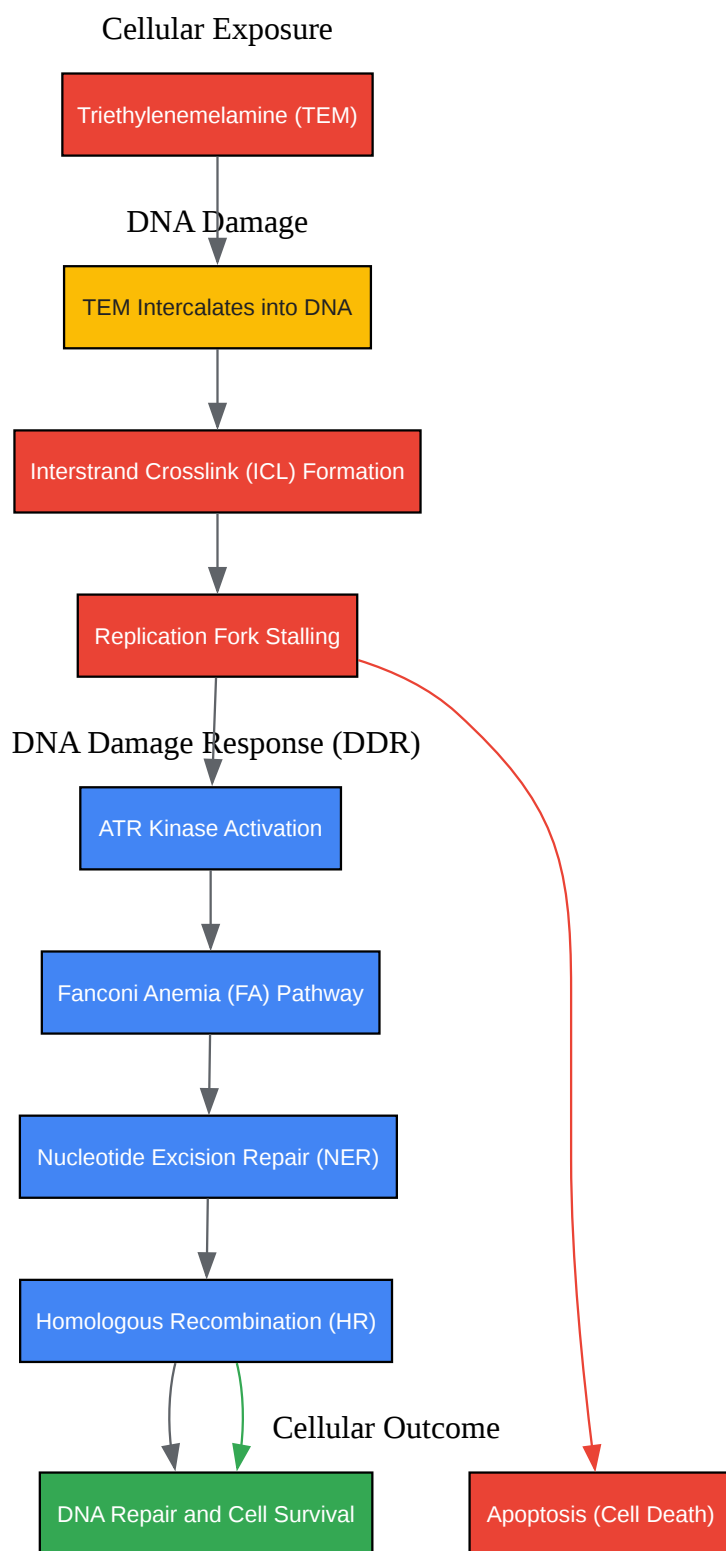 Cellular Exposure
Triethylenemelamine (TEM)
DNA Damage
TEM Intercalates into DNA
Interstrand Crosslink (ICL) Formation
Replication Fork Stalling
DNA Damage Response (DDR)
ATR Kinase Activation
Fanconi Anemia (FA) Pathway
Nucleotide Excision Repair (NER)
Homologous Recombination (HR)
Cellular Outcome
DNA Repair and Cell Survival
Apoptosis (Cell Death)